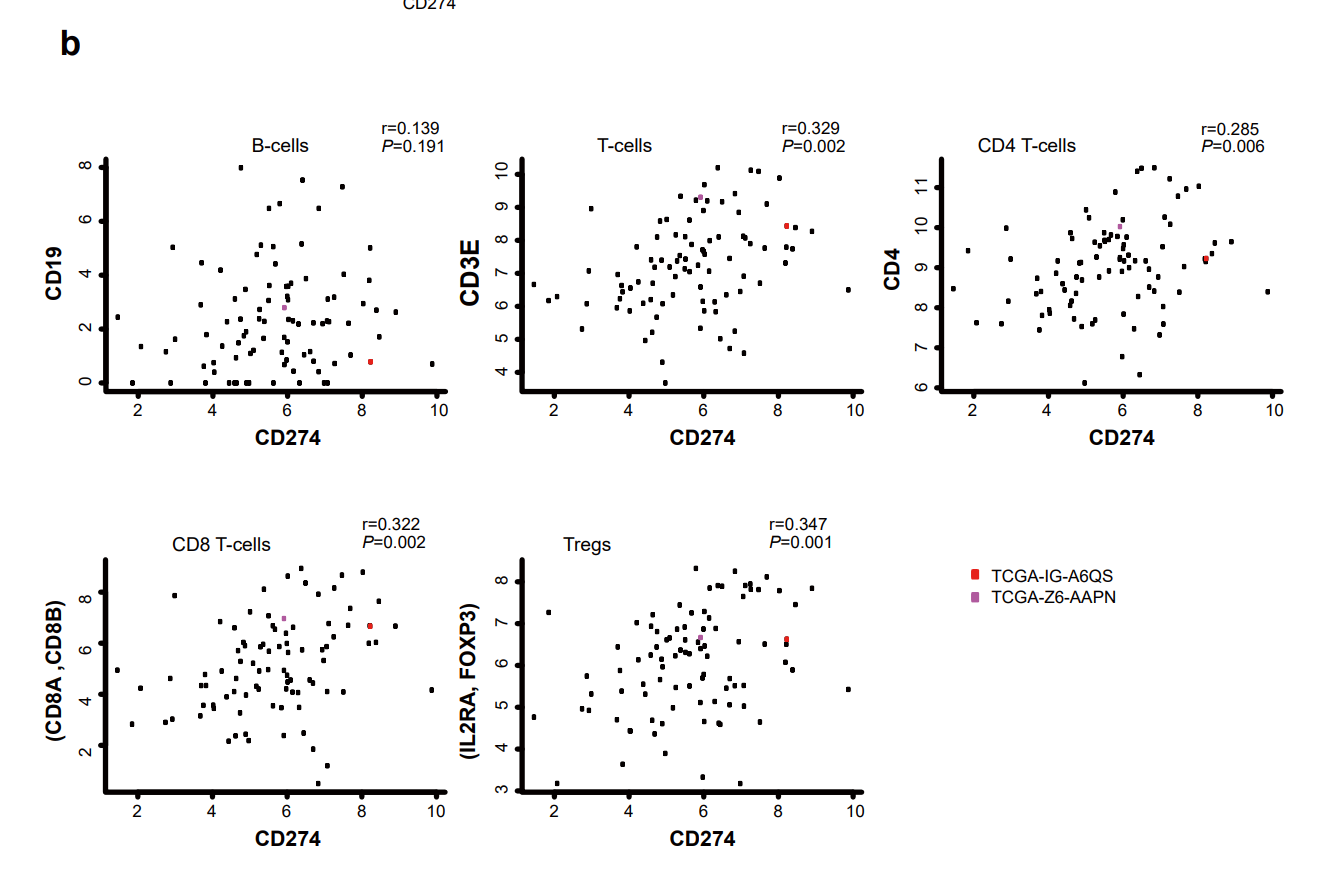 CD274
b
r=0.139
B-cells
P=0.191
8
6
4
2
0
CD19
2 4 6 8 10
CD274
r=0.329
T-cells
P=0.002
10
9
8
7
6
5
4
CD3E
2 4 6 8 10
CD274
r=0.285
CD4 T-cells
P=0.006
11
10
9
8
7
6
CD4
2 4 6 8 10
CD274
r=0.322
CD8 T-cells
P=0.002
8
6
4
2
(CD8A ,CD8B)
2 4 6 8 10
CD274
r=0.347
Tregs
P=0.001
8
7
6
5
4
3
(IL2RA, FOXP3)
2 4 6 8 10
CD274
TCGA-IG-A6QS
TCGA-Z6-AAPN